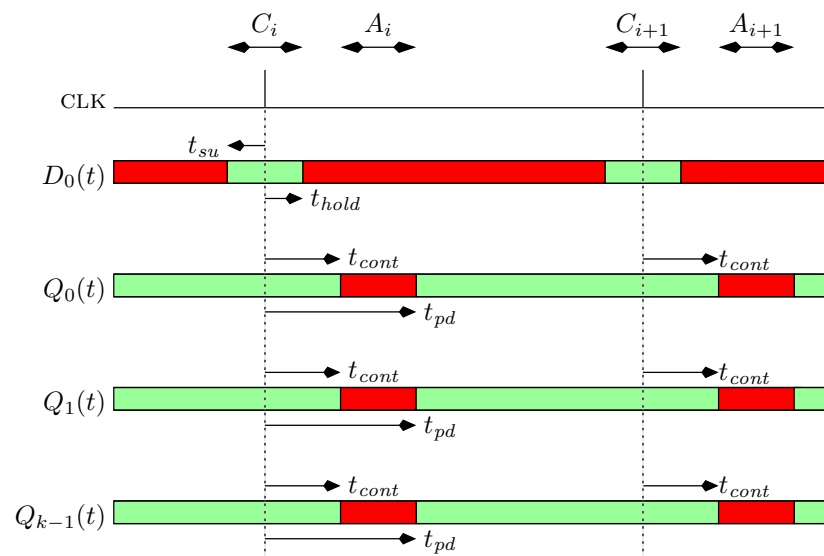 C_i A_i C_{i+1} A_{i+1}
CLK
t_{su}
D_0(t)
t_{hold}
t_{cont} t_{cont}
Q_0(t)
t_{pd}
t_{cont} t_{cont}
Q_1(t)
t_{pd}
t_{cont} t_{cont}
Q_{k-1}(t)
t_{pd}